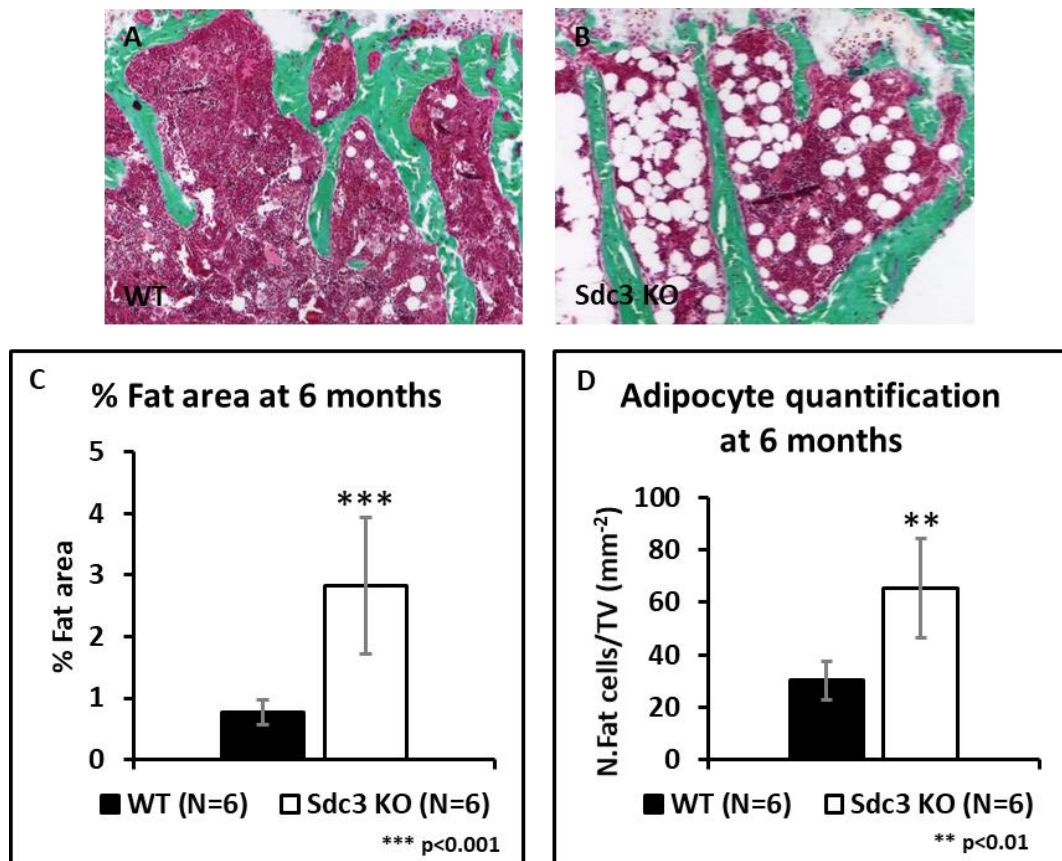 A
WT
B
Sdc3 KO
C
% Fat area at 6 months
5
4
3
2
1
0
% Fat area
***
WT (N=6) Sdc3 KO (N=6)
*** p<0.001
D
Adipocyte quantification
at 6 months
100
80
60
40
20
0
N.Fat cells/TV (mm⁻²)
**
WT (N=6) Sdc3 KO (N=6)
** p<0.01